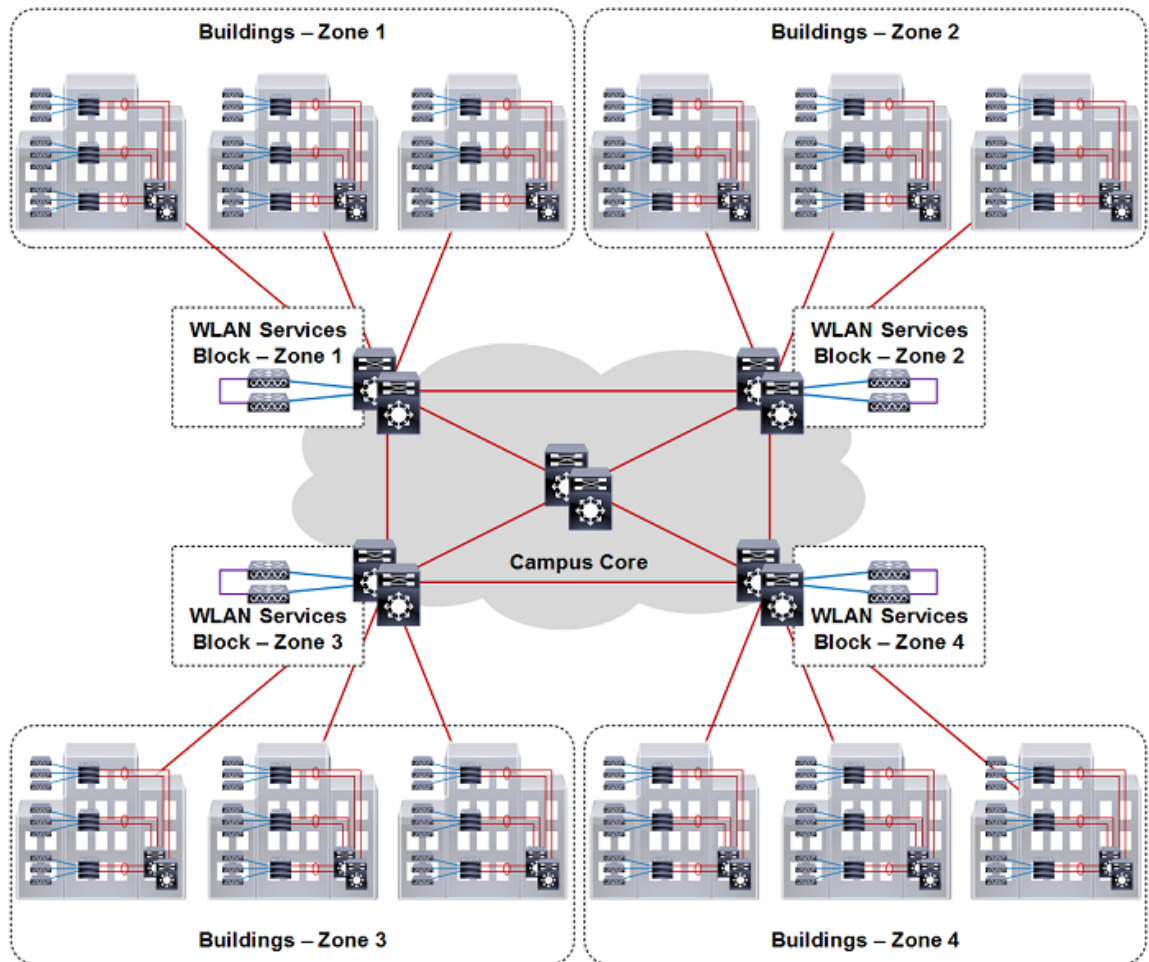 Buildings – Zone 1
Buildings – Zone 2
WLAN Services
Block – Zone 1
WLAN Services
Block – Zone 2
Campus Core
WLAN Services
Block – Zone 3
WLAN Services
Block – Zone 4
Buildings – Zone 3
Buildings – Zone 4